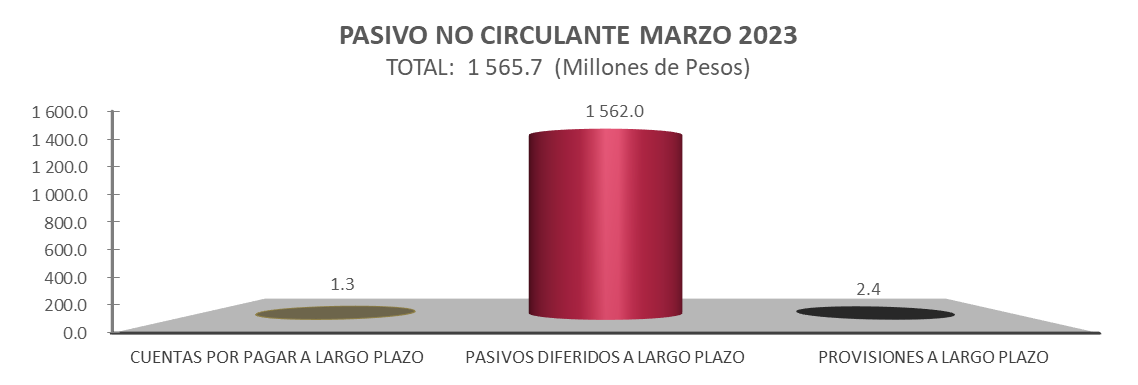 PASIVO NO CIRCULANTE MARZO 2023
TOTAL: 1 565.7 (Millones de Pesos)
1 600.0
1 400.0
1 200.0
1 000.0
800.0
600.0
400.0
200.0
0.0
1.3
1 562.0
2.4
CUENTAS POR PAGAR A LARGO PLAZO
PASIVOS DIFERIDOS A LARGO PLAZO
PROVISIONES A LARGO PLAZO